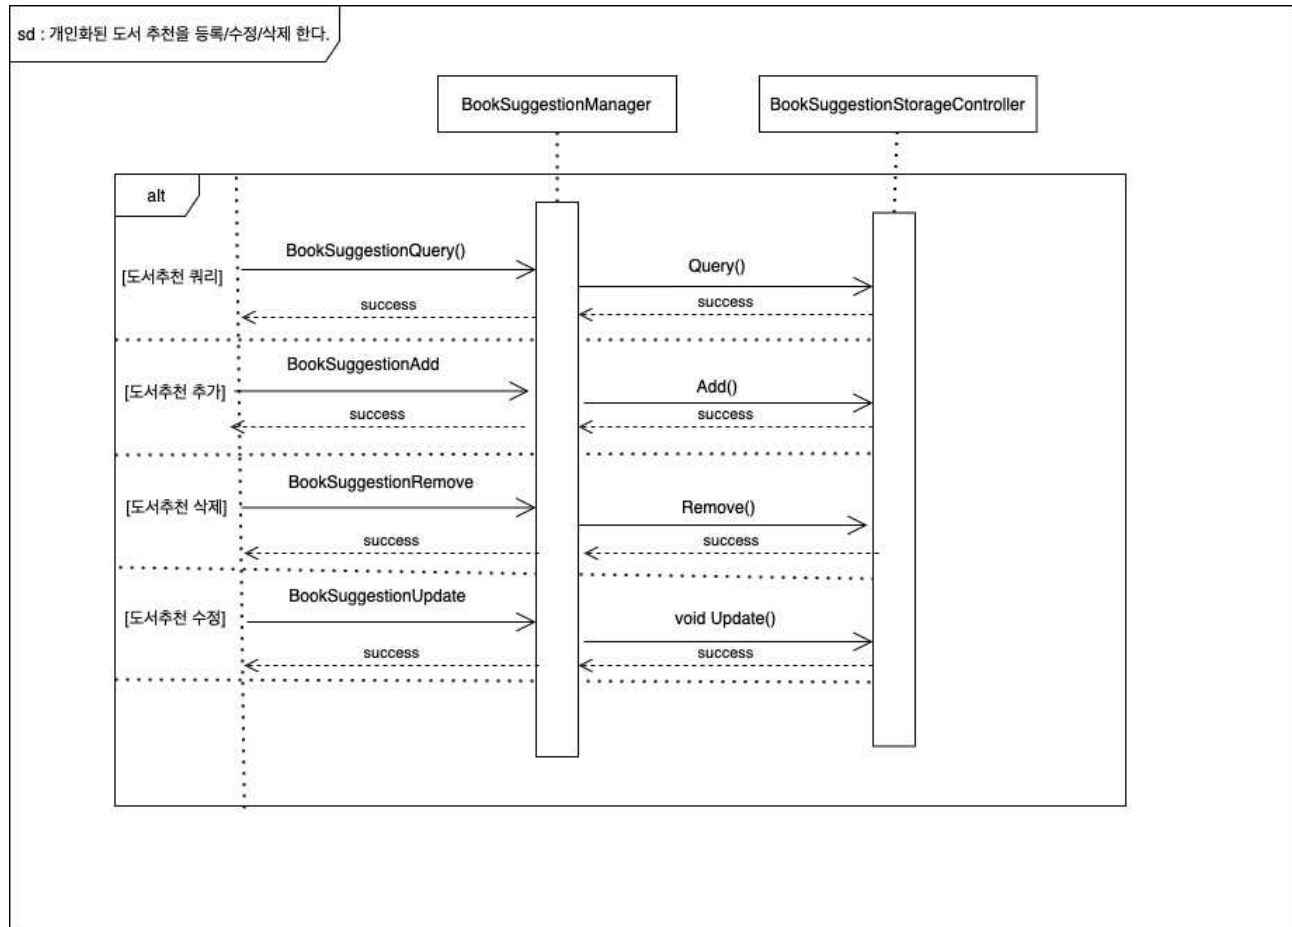 sd : 개인화된 도서 추천을 등록/수정/삭제 한다.
BookSuggestionManager
BookSuggestionStorageController
alt
[도서추천 쿼리]
BookSuggestionQuery()
Query()
success
success
[도서추천 추가]
BookSuggestionAdd
Add()
success
success
[도서추천 삭제]
BookSuggestionRemove
Remove()
success
success
[도서추천 수정]
BookSuggestionUpdate
void Update()
success
success